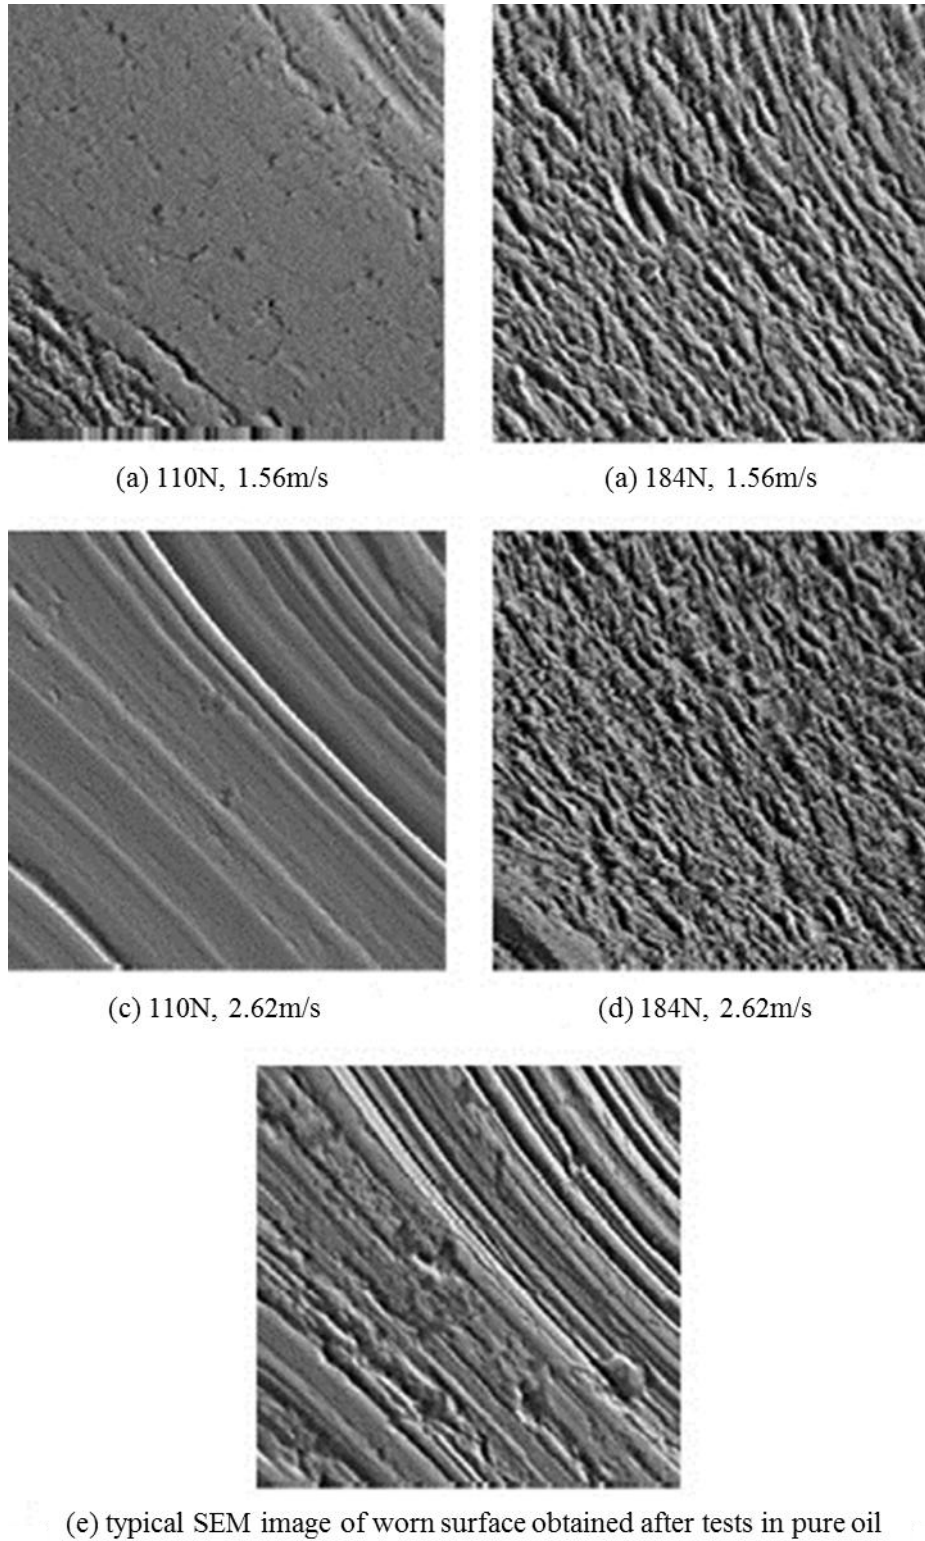 (a) 110N, 1.56m/s
(a) 184N, 1.56m/s
(c) 110N, 2.62m/s
(d) 184N, 2.62m/s
(e) typical SEM image of worn surface obtained after tests in pure oil